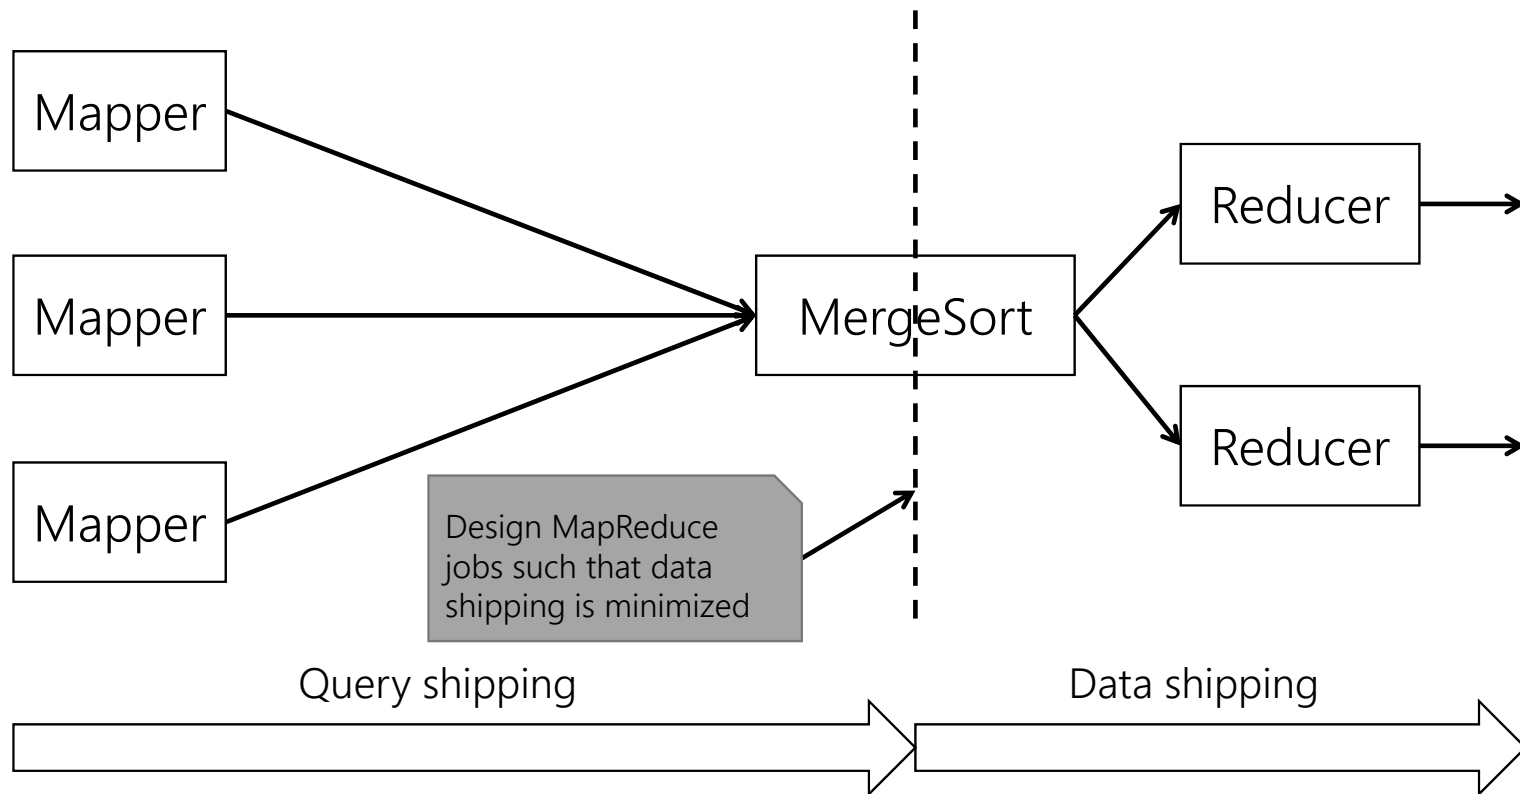 Mapper
Mapper
Mapper
MergeSort
Reducer
Reducer
Design MapReduce
jobs such that data
shipping is minimized
Query shipping
Data shipping